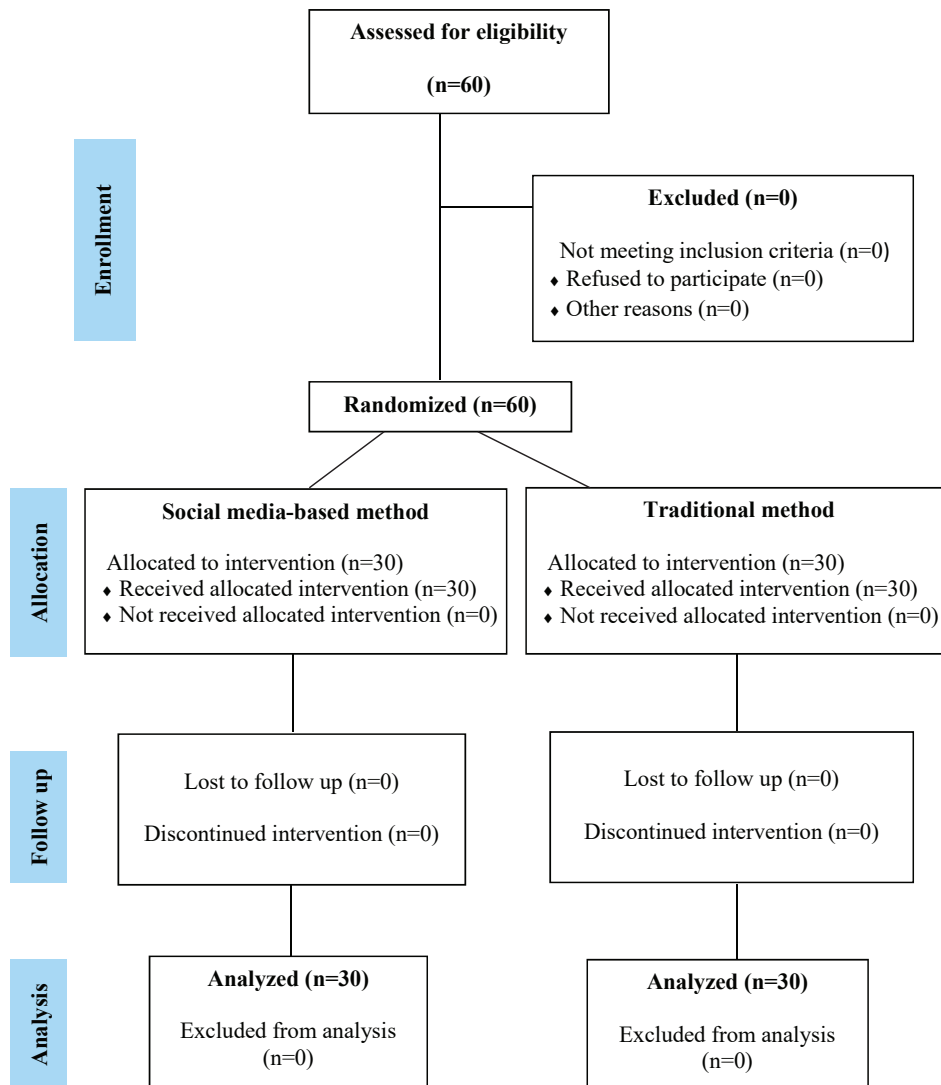 Assessed for eligibility
(n=60)
Enrollment
Excluded (n=0)
Not meeting inclusion criteria (n=0)
♦ Refused to participate (n=0)
♦ Other reasons (n=0)
Randomized (n=60)
Allocation
Social media-based method
Allocated to intervention (n=30)
♦ Received allocated intervention (n=30)
♦ Not received allocated intervention (n=0)
Traditional method
Allocated to intervention (n=30)
♦ Received allocated intervention (n=30)
♦ Not received allocated intervention (n=0)
Follow up
Lost to follow up (n=0)
Discontinued intervention (n=0)
Lost to follow up (n=0)
Discontinued intervention (n=0)
Analysis
Analyzed (n=30)
Excluded from analysis
(n=0)
Analyzed (n=30)
Excluded from analysis
(n=0)